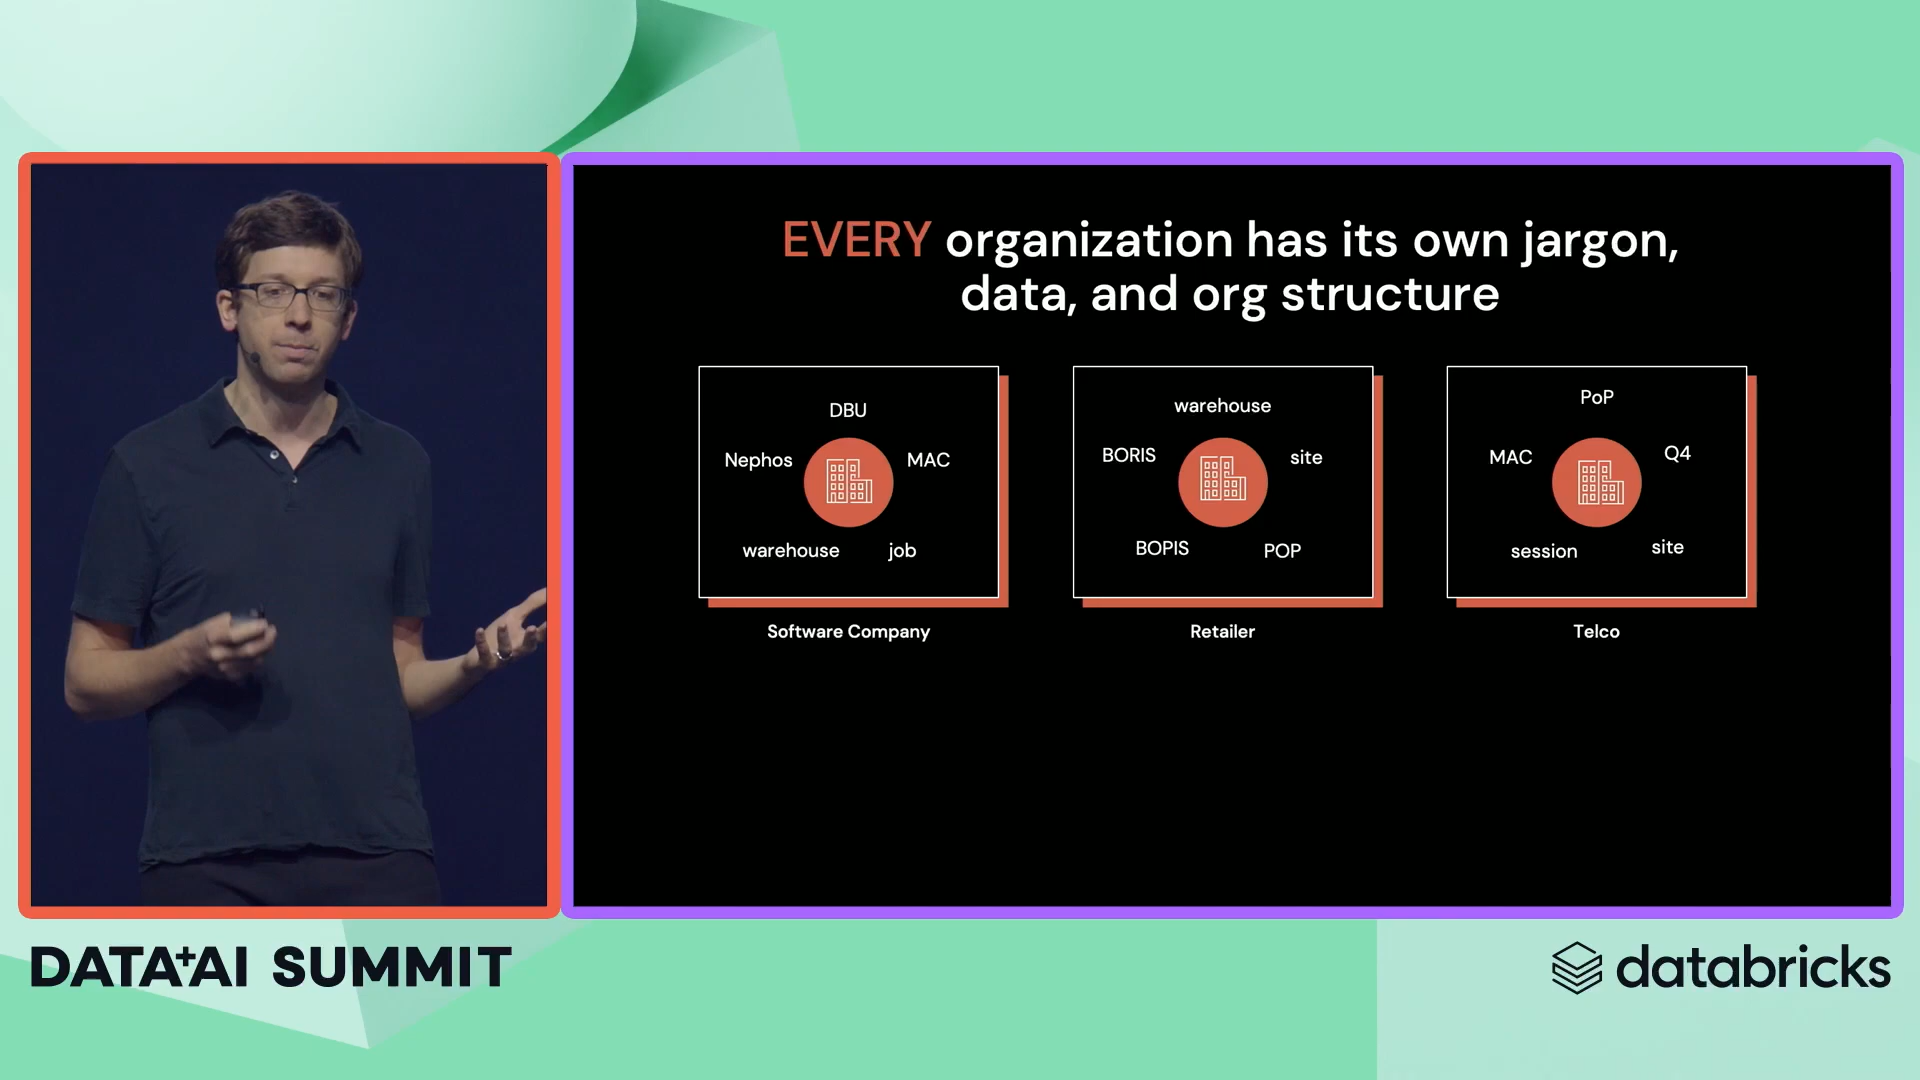 EVERY organization has its own jargon,
data, and org structure
DBU
Nephos
MAC
warehouse
job
Software Company
warehouse
BORIS
site
BOPIS
POP
Retailer
PoP
MAC
Q4
session
site
Telco
DATA+AI SUMMIT
databricks